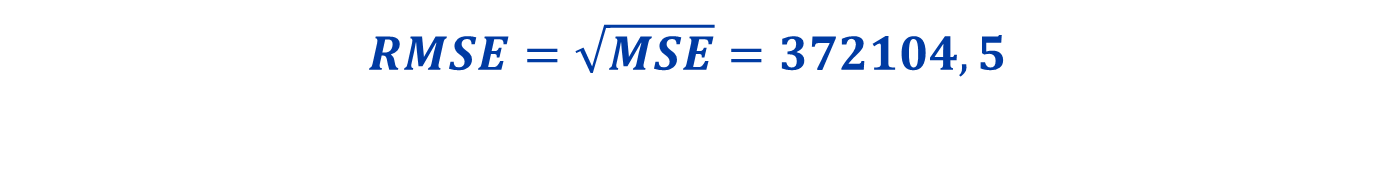 RMSE = √MSE = 372104,5